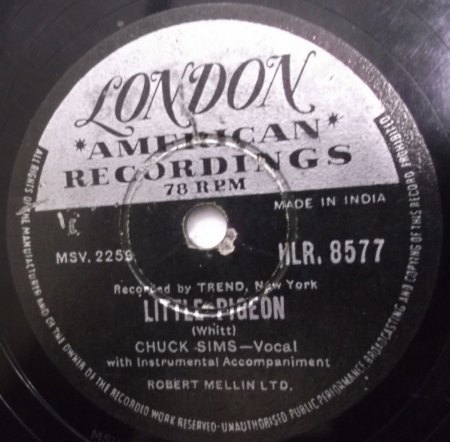 LONDON
*AMERICAN*
RECORDINGS
78 RPM
MADE IN INDIA
MSV. 2259
HLR. 8577
Recorded by TREND, New York
LITTLE PIGEON
(Whitt)
CHUCK SIMS—Vocal
with Instrumental Accompaniment
ROBERT MELLIN LTD.
ALL RIGHTS OF THE MANUFACTURER AND OF THE OWNER OF THE RECORDED WORK RESERVED-UNAUTHORISED PUBLIC PERFORMANCE BROADCASTING AND COPYING OF THIS RECORD PROHIBITED